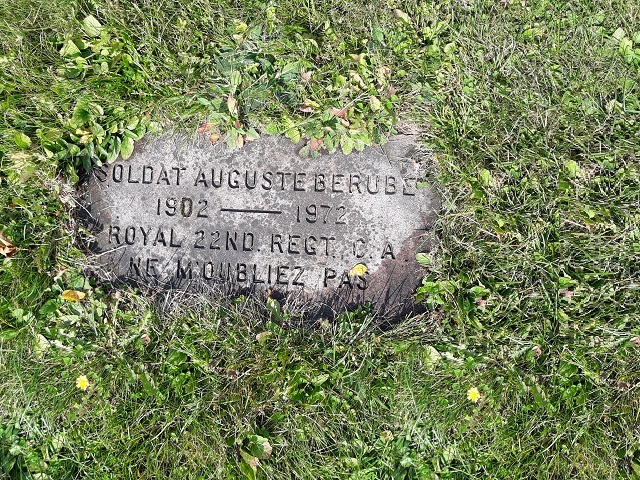 SOLDAT AUGUSTE BERUBE
1902 — 1972
ROYAL 22ND REGT. C. A
NE M'OUBLIEZ PAS